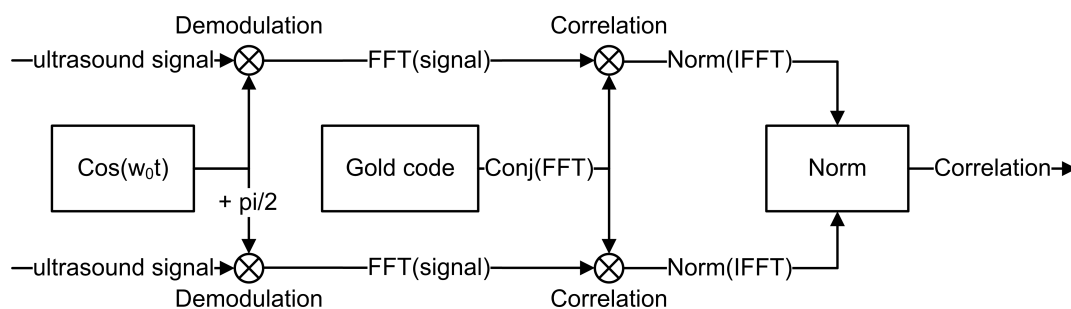 Demodulation
Correlation
ultrasound signal
FFT(signal)
Norm(IFFT)
Cos(w₀t)
Gold code
Conj(FFT)
Norm
Correlation
+ pi/2
ultrasound signal
FFT(signal)
Norm(IFFT)
Demodulation
Correlation